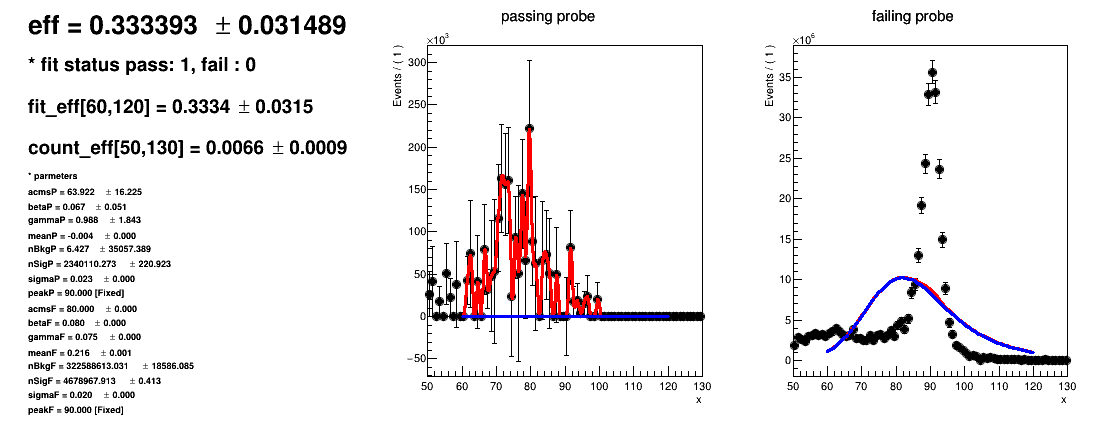 eff = 0.333393 ± 0.031489
* fit status pass: 1, fail : 0
fit_eff[60,120] = 0.3334 ± 0.0315
count_eff[50,130] = 0.0066 ± 0.0009
* parmeters
acmsP = 63.922 ± 16.225
betaP = 0.067 ± 0.051
gammaP = 0.988 ± 1.843
meanP = -0.004 ± 0.000
nBkgP = 6.427 ± 35057.389
nSigP = 2340110.273 ± 220.923
sigmaP = 0.023 ± 0.000
peakP = 90.000 [Fixed]
acmsF = 80.000 ± 0.000
betaF = 0.080 ± 0.000
gammaF = 0.075 ± 0.000
meanF = 0.216 ± 0.001
nBkgF = 322588613.031 ± 18586.085
nSigF = 4678967.913 ± 0.413
sigmaF = 0.020 ± 0.000
peakF = 90.000 [Fixed]
passing probe
×10³
Events / ( 1 )
300
250
200
150
100
50
0
−50
50 60 70 80 90 100 110 120 130
x
failing probe
×10⁶
Events / ( 1 )
35
30
25
20
15
10
5
0
50 60 70 80 90 100 110 120 130
x